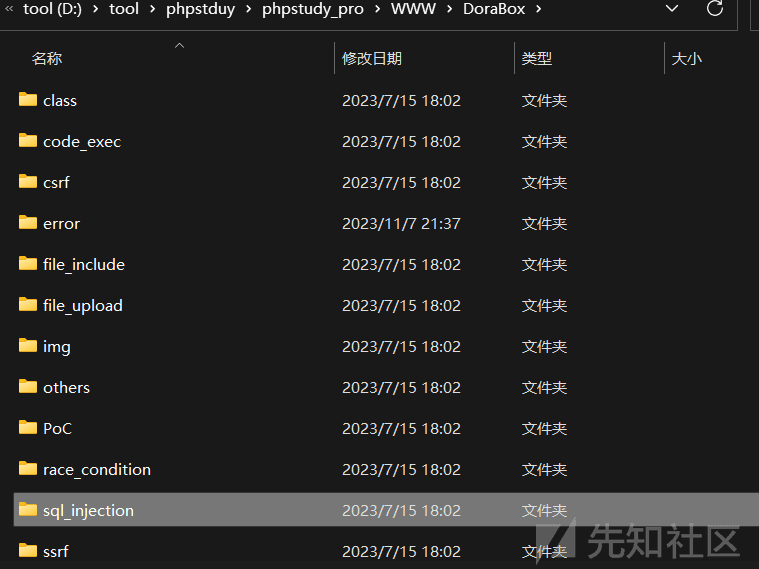 « tool (D:) › tool › phpstduy › phpstudy_pro › WWW › DoraBox ›
名称 修改日期 类型 大小
class 2023/7/15 18:02 文件夹
code_exec 2023/7/15 18:02 文件夹
csrf 2023/7/15 18:02 文件夹
error 2023/11/7 21:37 文件夹
file_include 2023/7/15 18:02 文件夹
file_upload 2023/7/15 18:02 文件夹
img 2023/7/15 18:02 文件夹
others 2023/7/15 18:02 文件夹
PoC 2023/7/15 18:02 文件夹
race_condition 2023/7/15 18:02 文件夹
sql_injection 2023/7/15 18:02 文件夹
ssrf 2023/7/15 18:02 文件夹
先知社区